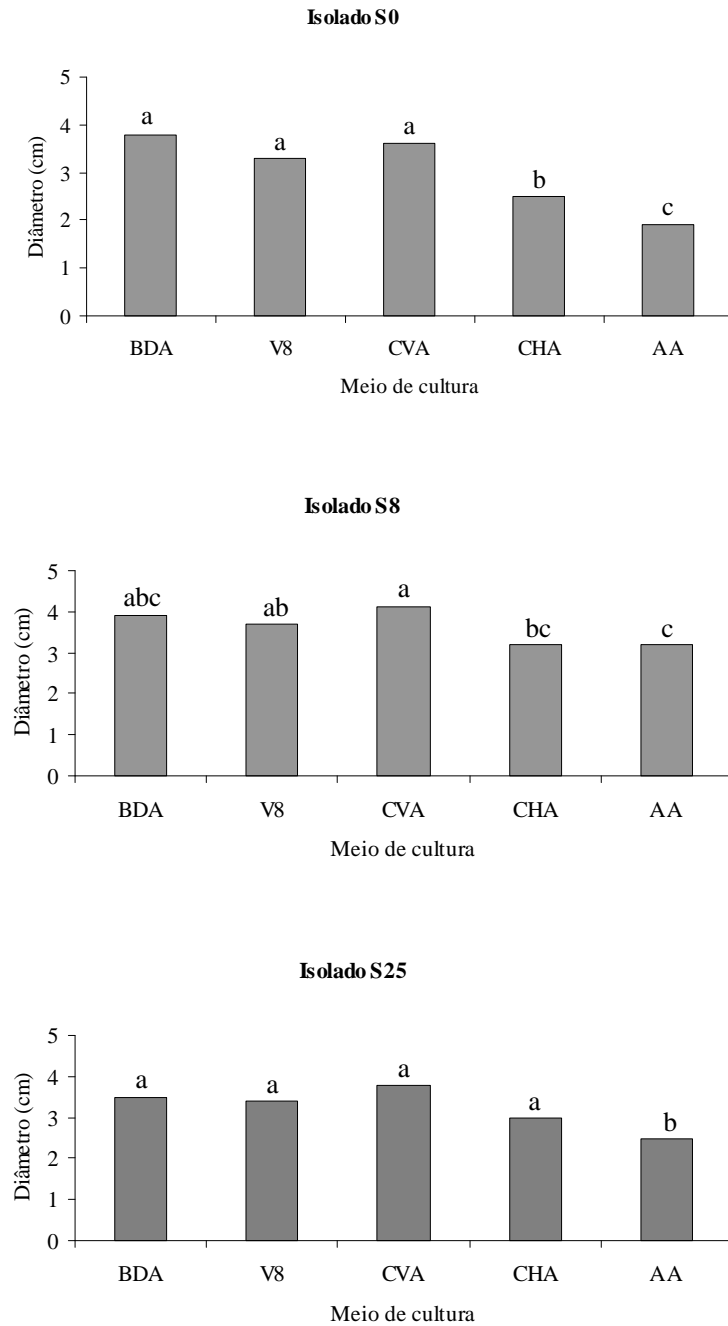 Isolado S0
5
4
3
2
1
0
Diâmetro (cm)
a
a
a
b
c
BDA V8 CVA CHA AA
Meio de cultura
Isolado S8
5
4
3
2
1
0
Diâmetro (cm)
abc
ab
a
bc
c
BDA V8 CVA CHA AA
Meio de cultura
Isolado S25
5
4
3
2
1
0
Diâmetro (cm)
a
a
a
a
b
BDA V8 CVA CHA AA
Meio de cultura